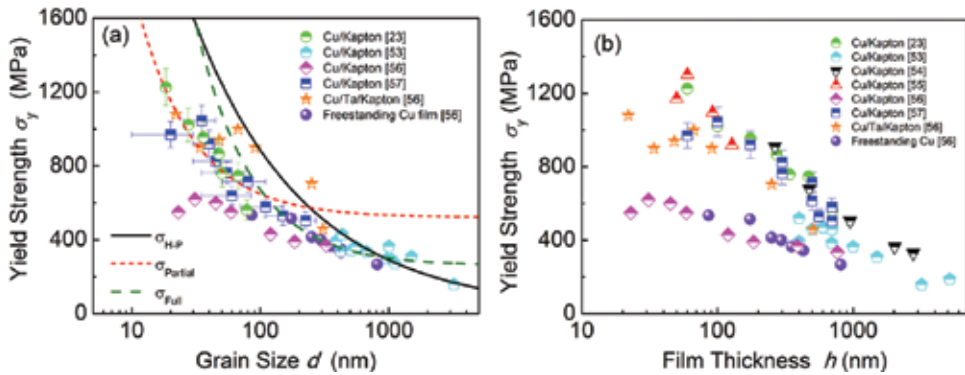 1600
1200
800
400
0
Yield Strength σy (MPa)
(a)
Cu/Kapton [23]
Cu/Kapton [53]
Cu/Kapton [56]
Cu/Kapton [57]
Cu/Ta/Kapton [56]
Freestanding Cu film [56]
σH-P
σPartial
σFull
10 100 1000
Grain Size d (nm)
1600
1200
800
400
0
Yield Strength σy (MPa)
(b)
Cu/Kapton [23]
Cu/Kapton [53]
Cu/Kapton [54]
Cu/Kapton [55]
Cu/Kapton [56]
Cu/Kapton [57]
Cu/Ta/Kapton [56]
Freestanding Cu [56]
10 100 1000
Film Thickness h (nm)